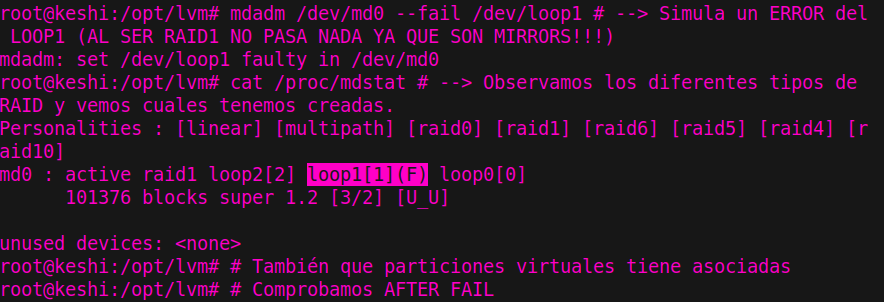 root@keshi:/opt/lvm# mdadm /dev/md0 --fail /dev/loop1 # --> Simula un ERROR del
LOOP1 (AL SER RAID1 NO PASA NADA YA QUE SON MIRRORS!!!)
mdadm: set /dev/loop1 faulty in /dev/md0
root@keshi:/opt/lvm# cat /proc/mdstat # --> Observamos los diferentes tipos de
RAID y vemos cuales tenemos creadas.
Personalities : [linear] [multipath] [raid0] [raid1] [raid6] [raid5] [raid4] [r
aid10]
md0 : active raid1 loop2[2] loop1[1](F) loop0[0]
      101376 blocks super 1.2 [3/2] [U_U]

unused devices: <none>
root@keshi:/opt/lvm# # También que particiones virtuales tiene asociadas
root@keshi:/opt/lvm# # Comprobamos AFTER FAIL